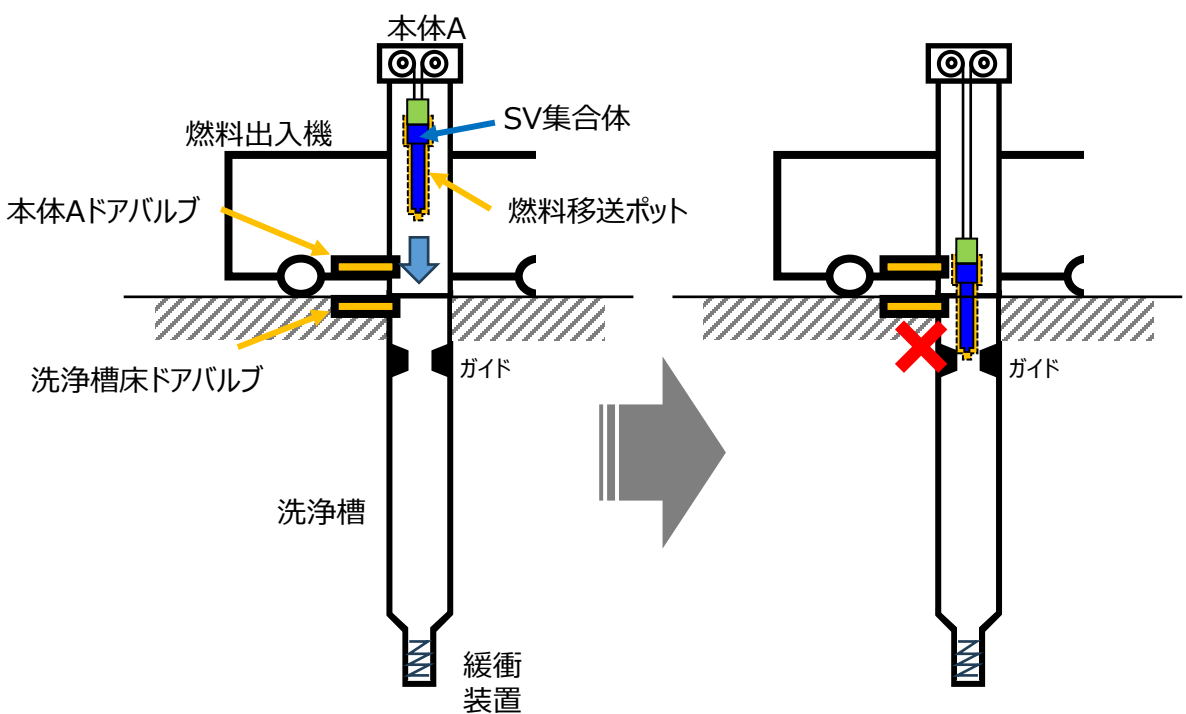 本体A
SV集合体
燃料出入機
本体Aドアバルブ
燃料移送ポット
洗浄槽床ドアバルブ
ガイド
ガイド
洗浄槽
緩衝
装置